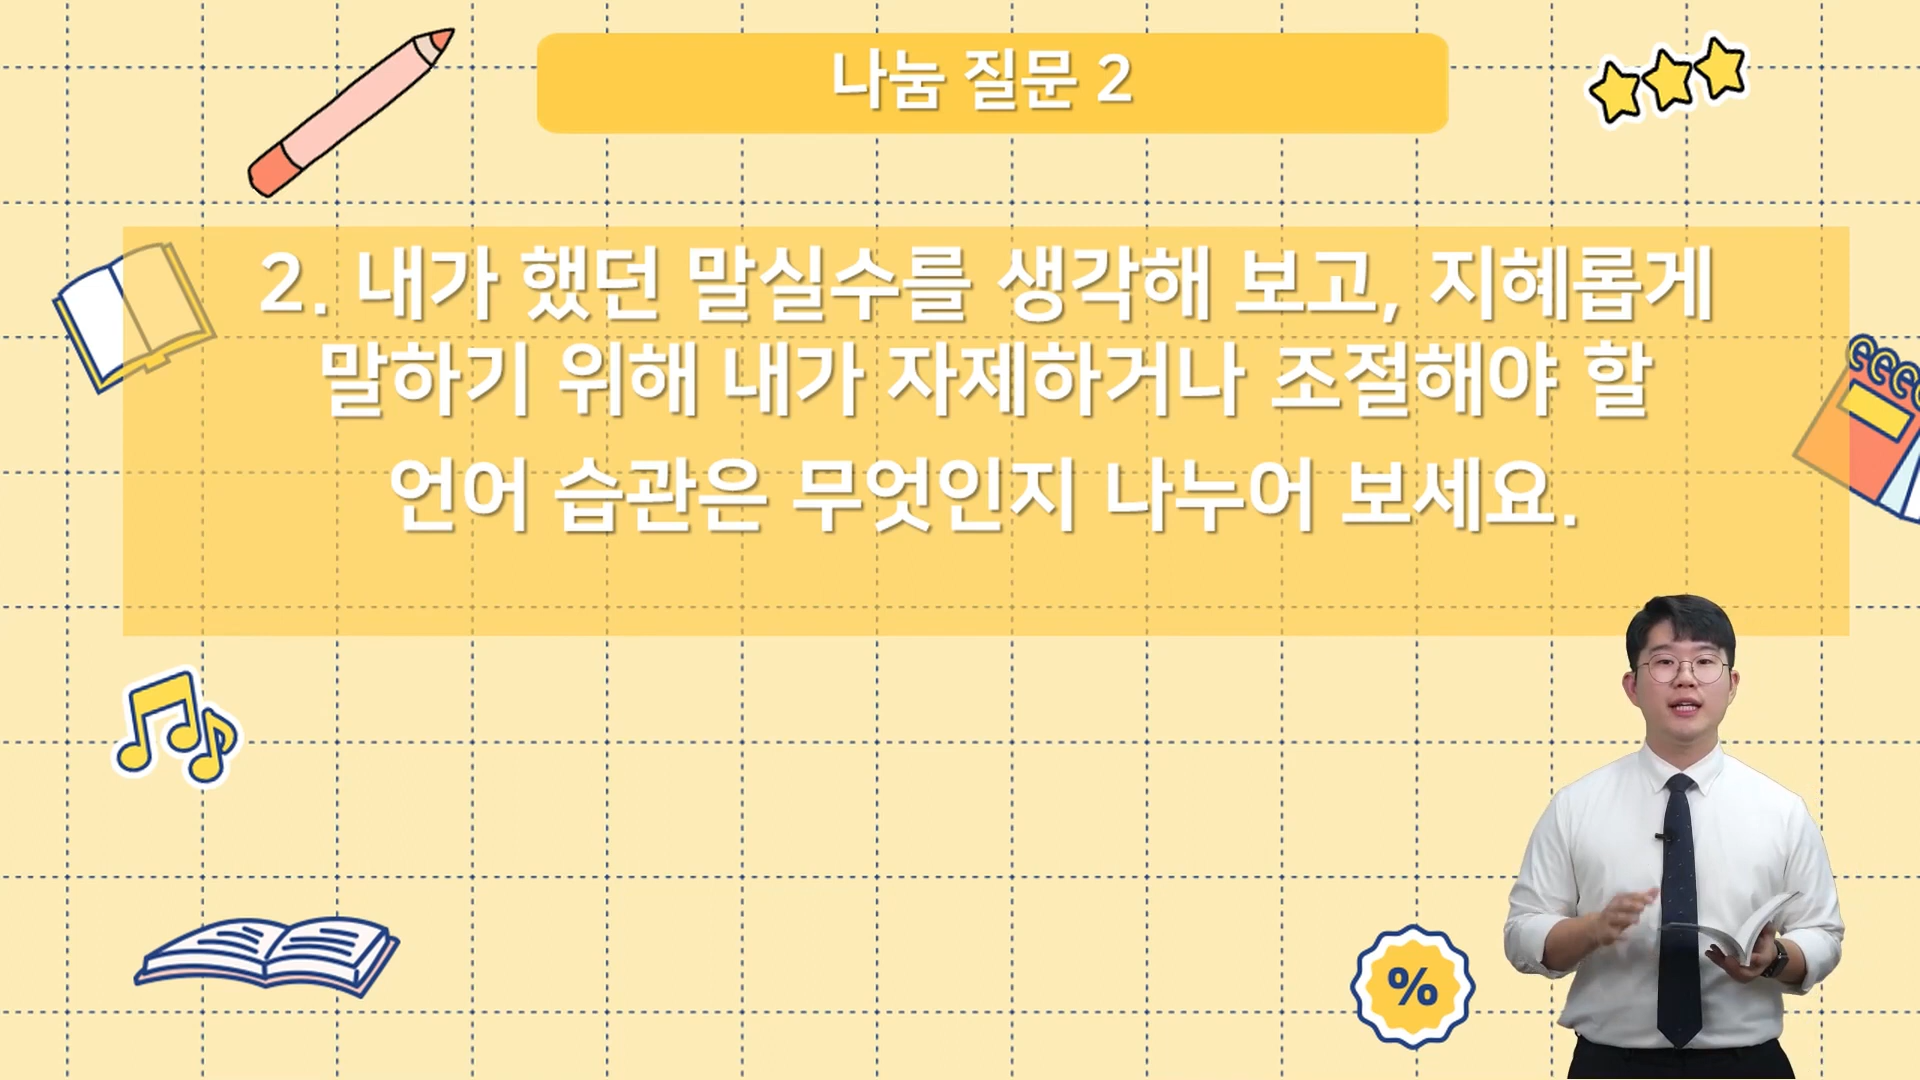 나눔 질문 2
2. 내가 했던 말실수를 생각해 보고, 지혜롭게
말하기 위해 내가 자제하거나 조절해야 할
언어 습관은 무엇인지 나누어 보세요.
%